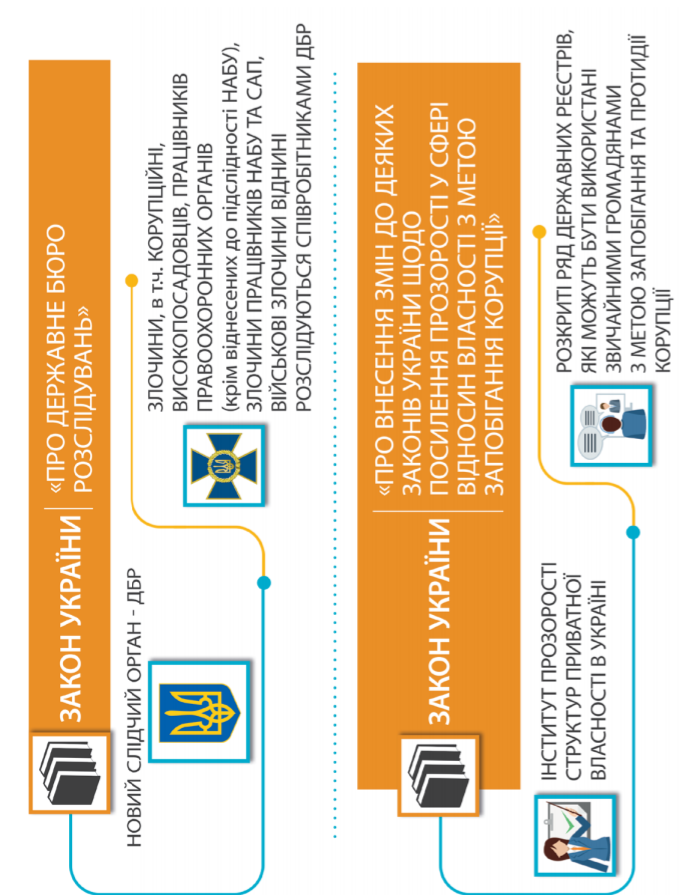 ЗАКОН УКРАЇНИ
«ПРО ДЕРЖАВНЕ БЮРО
РОЗСЛІДУВАНЬ»
НОВИЙ СЛІДЧИЙ ОРГАН - ДБР
ЗЛОЧИНИ, в т.ч. КОРУПЦІЙНІ,
ВИСОКОПОСАДОВЦІВ, ПРАЦІВНИКІВ
ПРАВООХОРОННИХ ОРГАНІВ
(крім віднесених до підслідності НАБУ),
ЗЛОЧИНИ ПРАЦІВНИКІВ НАБУ ТА САП,
ВІЙСЬКОВІ ЗЛОЧИНИ ВІДНИНІ
РОЗСЛІДУЮТЬСЯ СПІВРОБІТНИКАМИ ДБР
ЗАКОН УКРАЇНИ
«ПРО ВНЕСЕННЯ ЗМІН ДО ДЕЯКИХ
ЗАКОНІВ УКРАЇНИ ЩОДО
ПОСИЛЕННЯ ПРОЗОРОСТІ У СФЕРІ
ВІДНОСИН ВЛАСНОСТІ З МЕТОЮ
ЗАПОБІГАННЯ КОРУПЦІЇ»
ІНСТИТУТ ПРОЗОРОСТІ
СТРУКТУР ПРИВАТНОЇ
ВЛАСНОСТІ В УКРАЇНІ
РОЗКРИТІ РЯД ДЕРЖАВНИХ РЕЄСТРІВ,
ЯКІ МОЖУТЬ БУТИ ВИКОРИСТАНІ
ЗВИЧАЙНИМИ ГРОМАДЯНАМИ
З МЕТОЮ ЗАПОБІГАННЯ ТА ПРОТИДІЇ
КОРУПЦІЇ